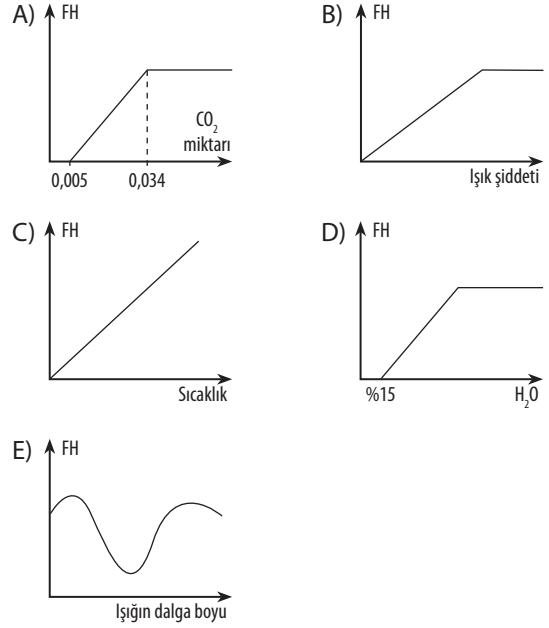 A) FH
CO₂
miktarı
0,005 0,034
B) FH
Işık şiddeti
C) FH
Sıcaklık
D) FH
%15 H₂O
E) FH
Işığın dalga boyu